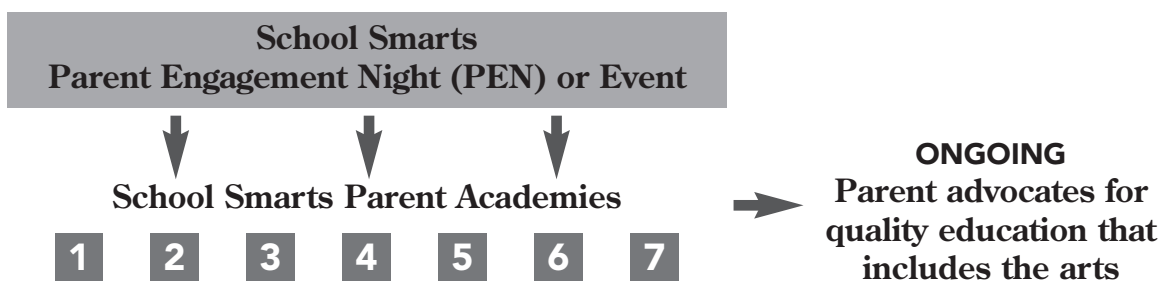 School Smarts
Parent Engagement Night (PEN) or Event
School Smarts Parent Academies
1 2 3 4 5 6 7
ONGOING
Parent advocates for
quality education that
includes the arts